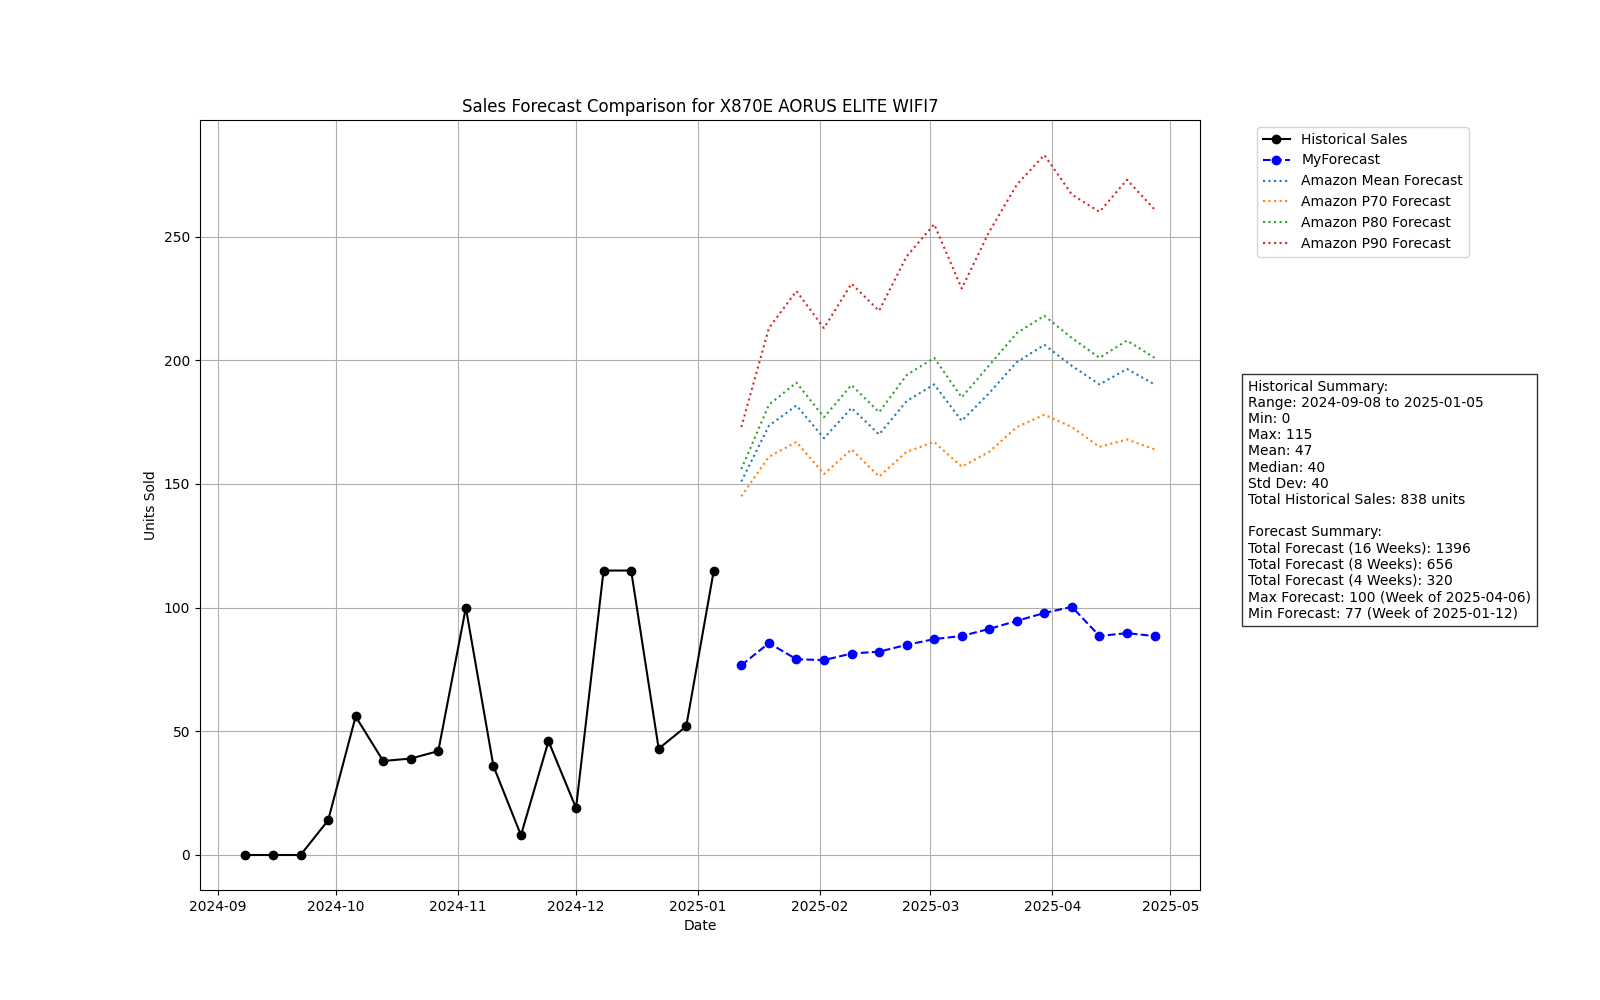 Sales Forecast Comparison for X870E AORUS ELITE WIFI7
Historical Sales
MyForecast
Amazon Mean Forecast
Amazon P70 Forecast
Amazon P80 Forecast
Amazon P90 Forecast
250
200
150
100
50
0
Units Sold
Historical Summary:
Range: 2024-09-08 to 2025-01-05
Min: 0
Max: 115
Mean: 47
Median: 40
Std Dev: 40
Total Historical Sales: 838 units
Forecast Summary:
Total Forecast (16 Weeks): 1396
Total Forecast (8 Weeks): 656
Total Forecast (4 Weeks): 320
Max Forecast: 100 (Week of 2025-04-06)
Min Forecast: 77 (Week of 2025-01-12)
2024-09 2024-10 2024-11 2024-12 2025-01 2025-02 2025-03 2025-04 2025-05
Date